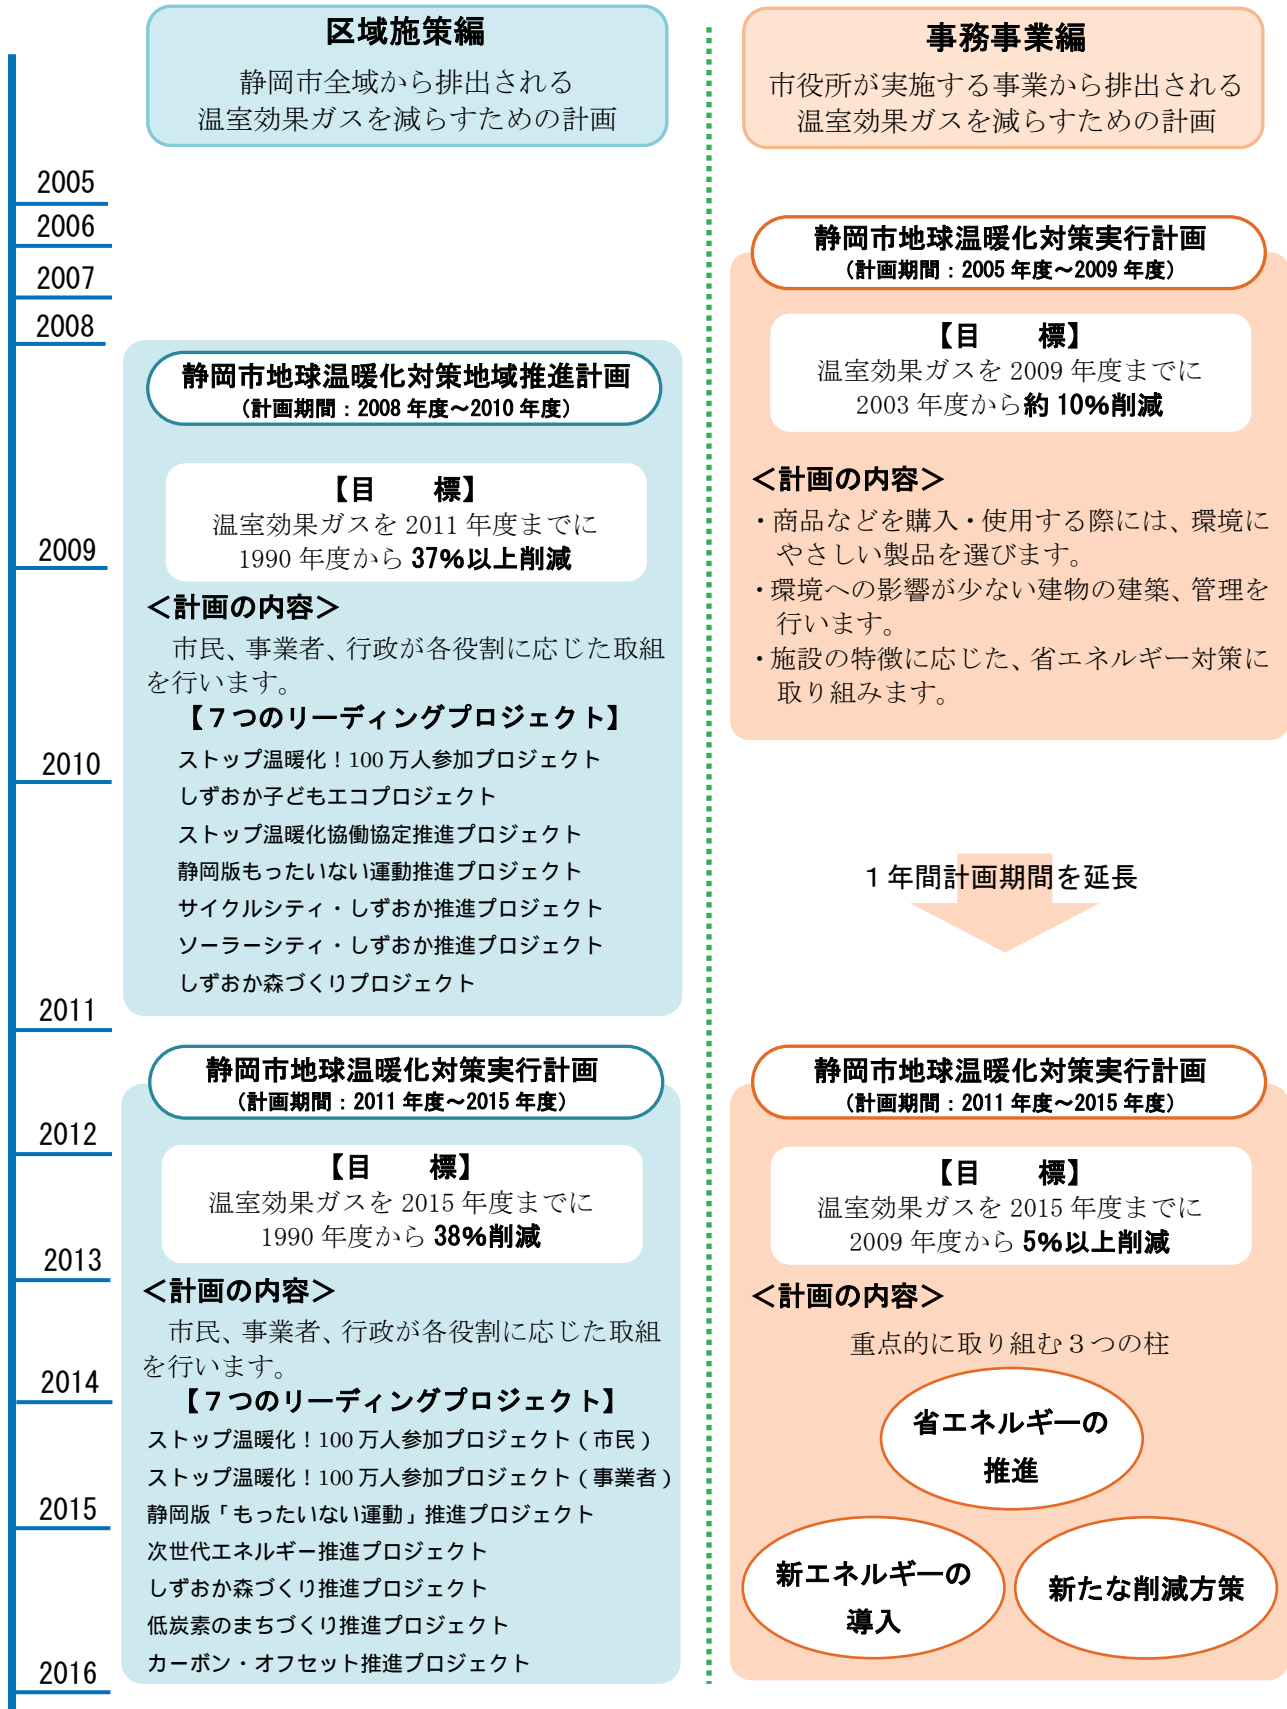 区域施策編
静岡市全域から排出される
温室効果ガスを減らすための計画
事務事業編
市役所が実施する事業から排出される
温室効果ガスを減らすための計画
2005
2006
2007
2008
2009
2010
2011
2012
2013
2014
2015
2016
静岡市地球温暖化対策地域推進計画
(計画期間：2008 年度～2010 年度)
【目　　標】
温室効果ガスを 2011 年度までに
1990 年度から 37%以上削減
＜計画の内容＞
市民、事業者、行政が各役割に応じた取組
を行います。
【７つのリーディングプロジェクト】
ストップ温暖化！100 万人参加プロジェクト
しずおか子どもエコプロジェクト
ストップ温暖化協働協定推進プロジェクト
静岡版もったいない運動推進プロジェクト
サイクルシティ・しずおか推進プロジェクト
ソーラーシティ・しずおか推進プロジェクト
しずおか森づくりプロジェクト
静岡市地球温暖化対策実行計画
(計画期間：2011 年度～2015 年度)
【目　　標】
温室効果ガスを 2015 年度までに
1990 年度から 38%削減
＜計画の内容＞
市民、事業者、行政が各役割に応じた取組
を行います。
【７つのリーディングプロジェクト】
ストップ温暖化！100 万人参加プロジェクト（市民）
ストップ温暖化！100 万人参加プロジェクト（事業者）
静岡版「もったいない運動」推進プロジェクト
次世代エネルギー推進プロジェクト
しずおか森づくり推進プロジェクト
低炭素のまちづくり推進プロジェクト
カーボン・オフセット推進プロジェクト
静岡市地球温暖化対策実行計画
(計画期間：2005 年度～2009 年度)
【目　　標】
温室効果ガスを 2009 年度までに
2003 年度から約 10%削減
＜計画の内容＞
・商品などを購入・使用する際には、環境に
やさしい製品を選びます。
・環境への影響が少ない建物の建築、管理を
行います。
・施設の特徴に応じた、省エネルギー対策に
取り組みます。
１年間計画期間を延長
静岡市地球温暖化対策実行計画
(計画期間：2011 年度～2015 年度)
【目　　標】
温室効果ガスを 2015 年度までに
2009 年度から 5%以上削減
＜計画の内容＞
重点的に取り組む３つの柱
省エネルギーの
推進
新エネルギーの
導入
新たな削減方策